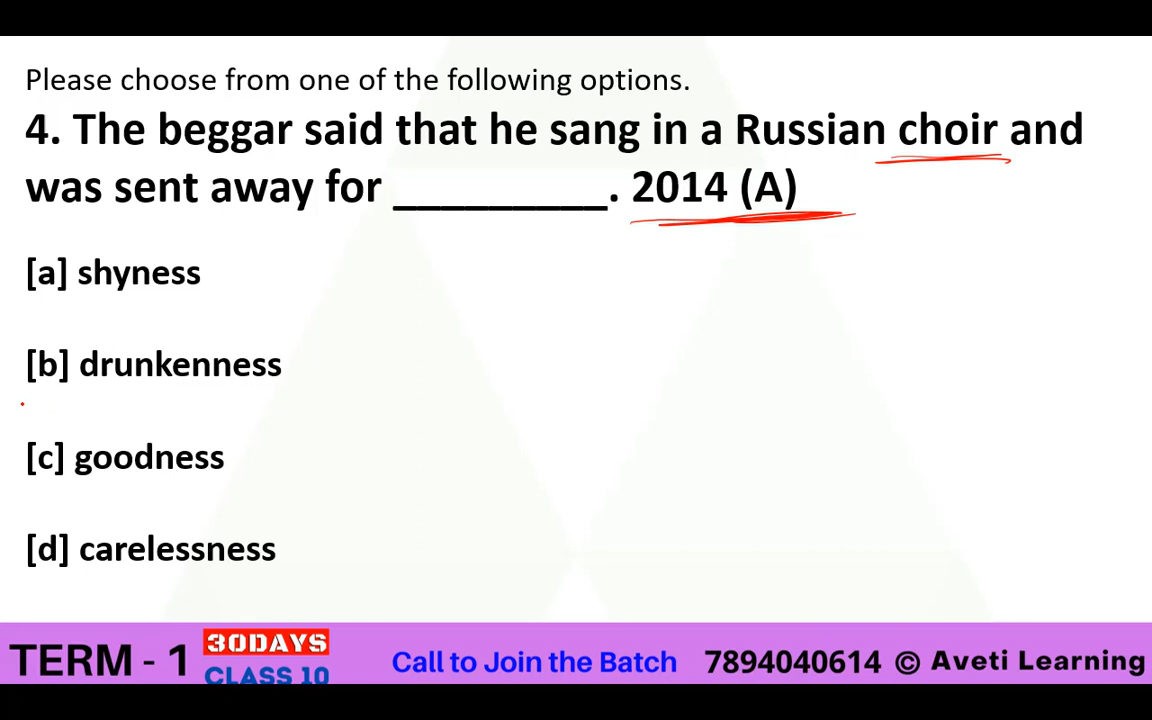 Please choose from one of the following options.
4. The beggar said that he sang in a Russian choir and
was sent away for _________. 2014 (A)
[a] shyness
[b] drunkenness
[c] goodness
[d] carelessness
TERM - 1 30DAYS CLASS 10 Call to Join the Batch 7894040614 © Aveti Learning